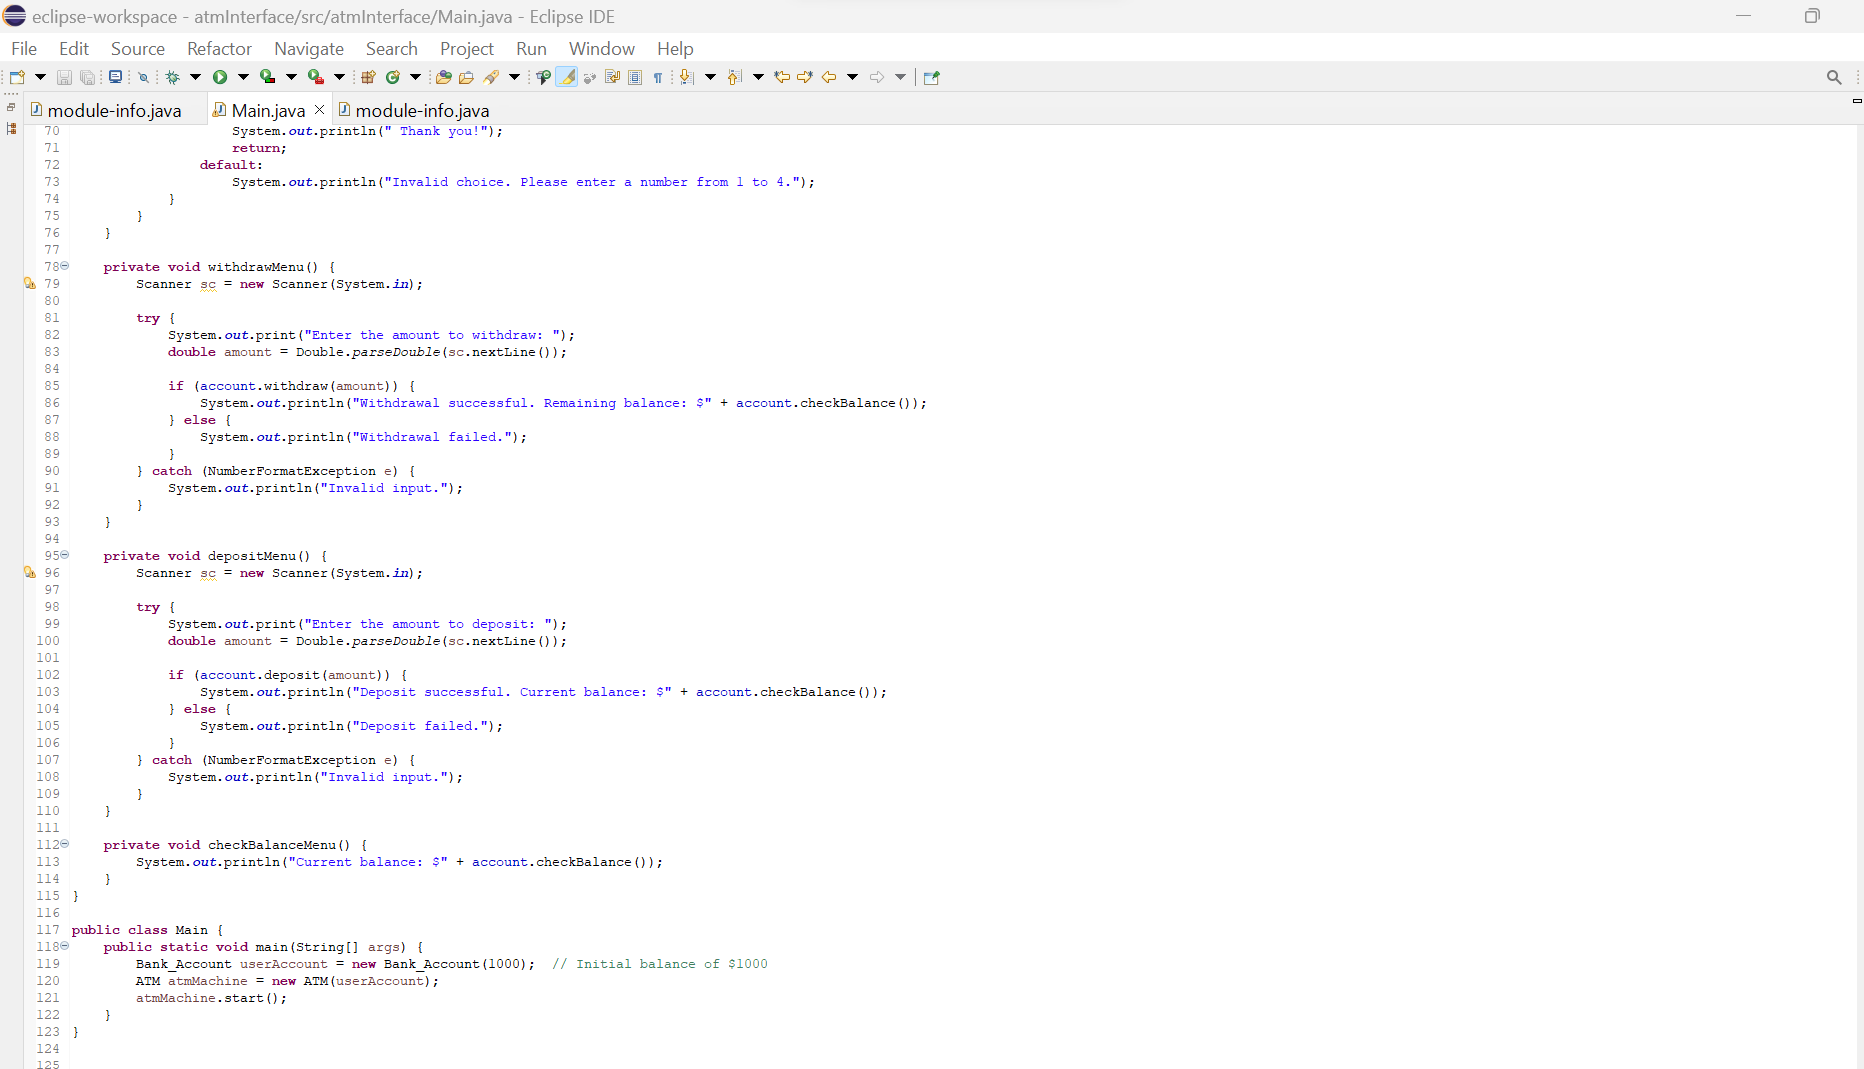 eclipse-workspace - atmInterface/src/atmInterface/Main.java - Eclipse IDE
File Edit Source Refactor Navigate Search Project Run Window Help
module-info.java Main.java module-info.java
70 System.out.println(" Thank you!");
71 return;
72 default:
73 System.out.println("Invalid choice. Please enter a number from 1 to 4.");
74 }
75 }
76 }
77
78 private void withdrawMenu() {
79 Scanner sc = new Scanner(System.in);
80
81 try {
82 System.out.print("Enter the amount to withdraw: ");
83 double amount = Double.parseDouble(sc.nextLine());
84
85 if (account.withdraw(amount)) {
86 System.out.println("Withdrawal successful. Remaining balance: $" + account.checkBalance());
87 } else {
88 System.out.println("Withdrawal failed.");
89 }
90 } catch (NumberFormatException e) {
91 System.out.println("Invalid input.");
92 }
93 }
94
95 private void depositMenu() {
96 Scanner sc = new Scanner(System.in);
97
98 try {
99 System.out.print("Enter the amount to deposit: ");
100 double amount = Double.parseDouble(sc.nextLine());
101
102 if (account.deposit(amount)) {
103 System.out.println("Deposit successful. Current balance: $" + account.checkBalance());
104 } else {
105 System.out.println("Deposit failed.");
106 }
107 } catch (NumberFormatException e) {
108 System.out.println("Invalid input.");
109 }
110 }
111
112 private void checkBalanceMenu() {
113 System.out.println("Current balance: $" + account.checkBalance());
114 }
115 }
116
117 public class Main {
118 public static void main(String[] args) {
119 Bank_Account userAccount = new Bank_Account(1000); // Initial balance of $1000
120 ATM atmMachine = new ATM(userAccount);
121 atmMachine.start();
122 }
123 }
124
125